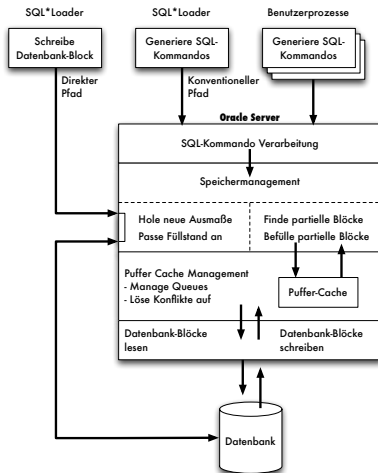 SQL*Loader
SQL*Loader
Benutzerprozesse
Schreibe
Datenbank-Block
Generiere SQL-
Kommandos
Generiere SQL-
Kommandos
Direkter
Pfad
Konventioneller
Pfad
Oracle Server
SQL-Kommando Verarbeitung
Speichermanagement
Hole neue Ausmaße
Passe Füllstand an
Finde partielle Blöcke
Befülle partielle Blöcke
Puffer Cache Management
- Manage Queues
- Löse Konflikte auf
Puffer-Cache
Datenbank-Blöcke
lesen
Datenbank-Blöcke
schreiben
Datenbank